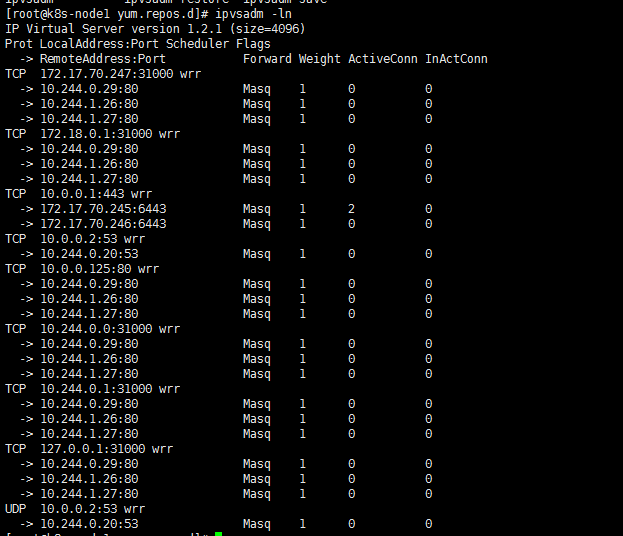 [root@k8s-node1 yum.repos.d]# ipvsadm -ln
IP Virtual Server version 1.2.1 (size=4096)
Prot LocalAddress:Port Scheduler Flags
  -> RemoteAddress:Port           Forward Weight ActiveConn InActConn
TCP  172.17.70.247:31000 wrr
  -> 10.244.0.29:80               Masq    1      0          0
  -> 10.244.1.26:80               Masq    1      0          0
  -> 10.244.1.27:80               Masq    1      0          0
TCP  172.18.0.1:31000 wrr
  -> 10.244.0.29:80               Masq    1      0          0
  -> 10.244.1.26:80               Masq    1      0          0
  -> 10.244.1.27:80               Masq    1      0          0
TCP  10.0.0.1:443 wrr
  -> 172.17.70.245:6443           Masq    1      2          0
  -> 172.17.70.246:6443           Masq    1      0          0
TCP  10.0.0.2:53 wrr
  -> 10.244.0.20:53               Masq    1      0          0
TCP  10.0.0.125:80 wrr
  -> 10.244.0.29:80               Masq    1      0          0
  -> 10.244.1.26:80               Masq    1      0          0
  -> 10.244.1.27:80               Masq    1      0          0
TCP  10.244.0.0:31000 wrr
  -> 10.244.0.29:80               Masq    1      0          0
  -> 10.244.1.26:80               Masq    1      0          0
  -> 10.244.1.27:80               Masq    1      0          0
TCP  10.244.0.1:31000 wrr
  -> 10.244.0.29:80               Masq    1      0          0
  -> 10.244.1.26:80               Masq    1      0          0
  -> 10.244.1.27:80               Masq    1      0          0
TCP  127.0.0.1:31000 wrr
  -> 10.244.0.29:80               Masq    1      0          0
  -> 10.244.1.26:80               Masq    1      0          0
  -> 10.244.1.27:80               Masq    1      0          0
UDP  10.0.0.2:53 wrr
  -> 10.244.0.20:53               Masq    1      0          0